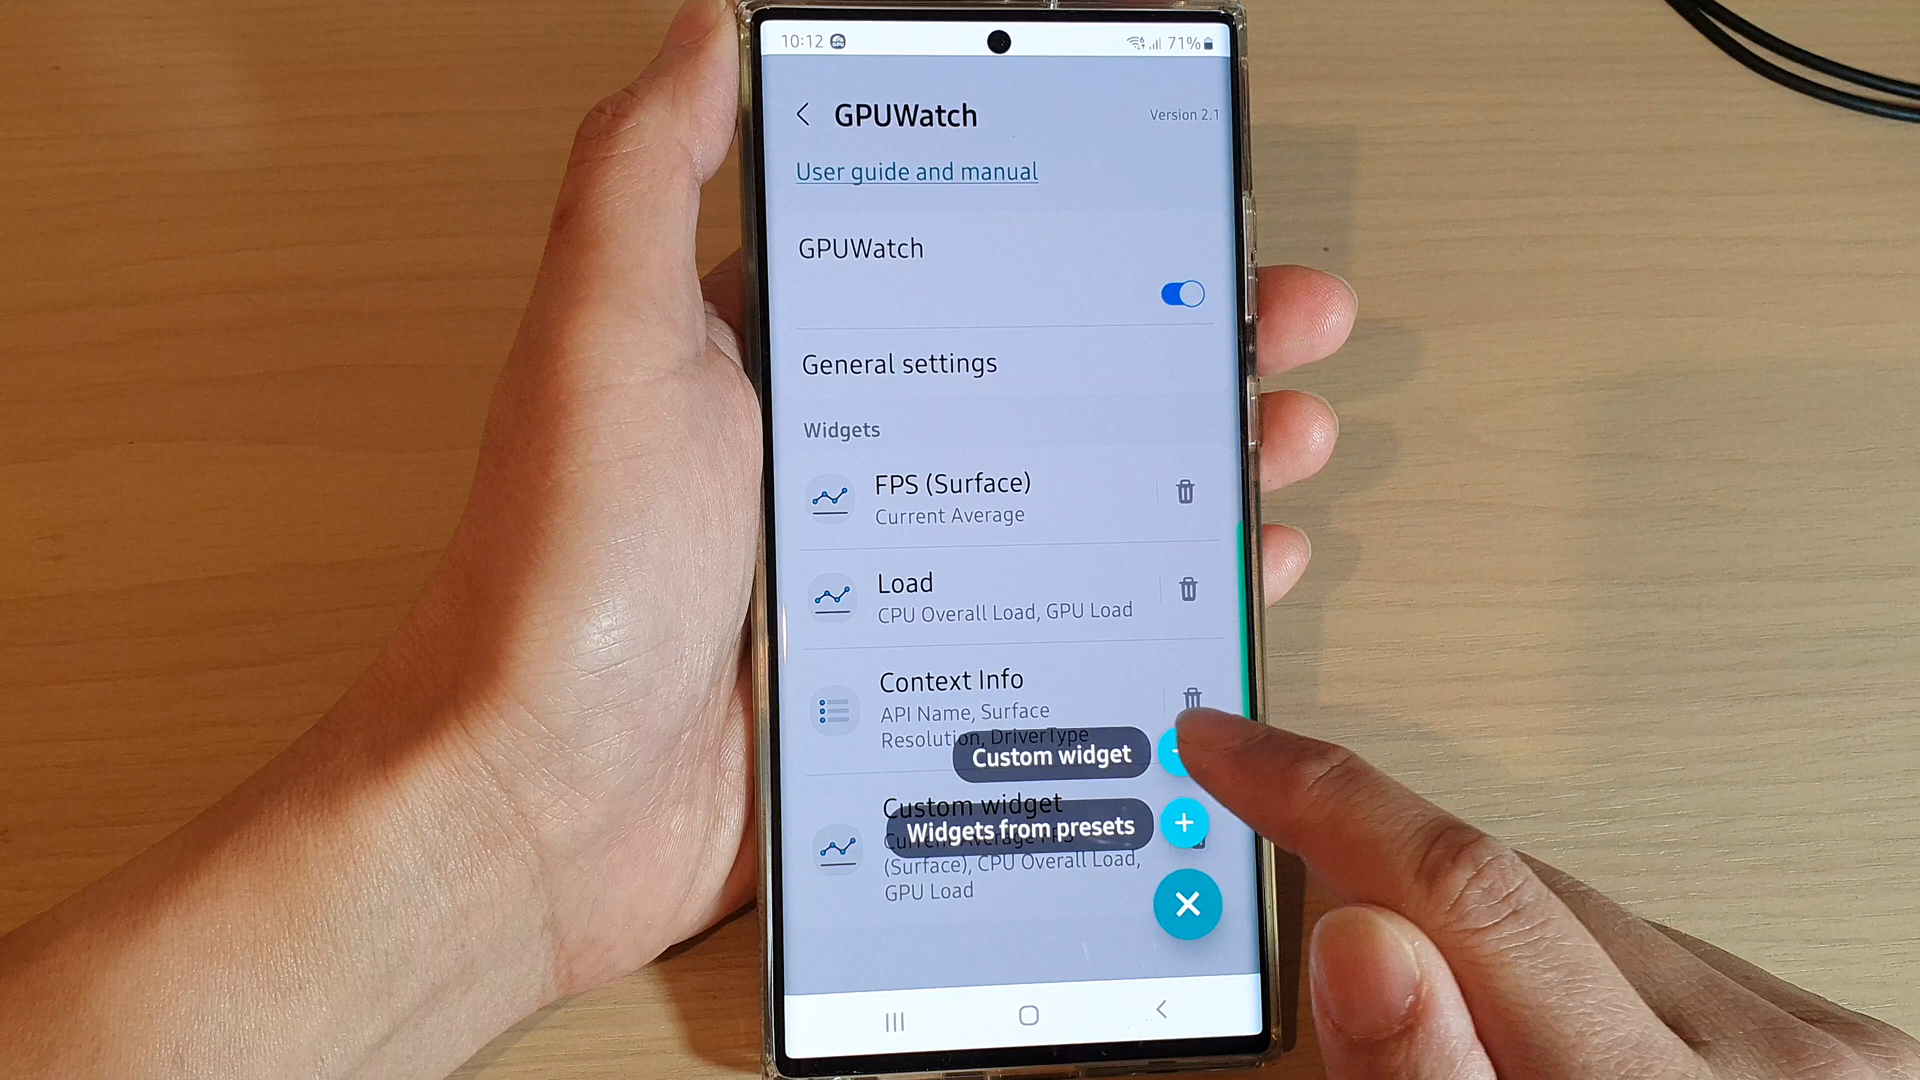 10:12
71%
GPUWatch
Version 2.1
User guide and manual
GPUWatch
General settings
Widgets
FPS (Surface)
Current Average
Load
CPU Overall Load, GPU Load
Context Info
API Name, Surface
Resolution, DriverType
Custom widget
Custom widget
Widgets from presets
(Surface), CPU Overall Load,
GPU Load